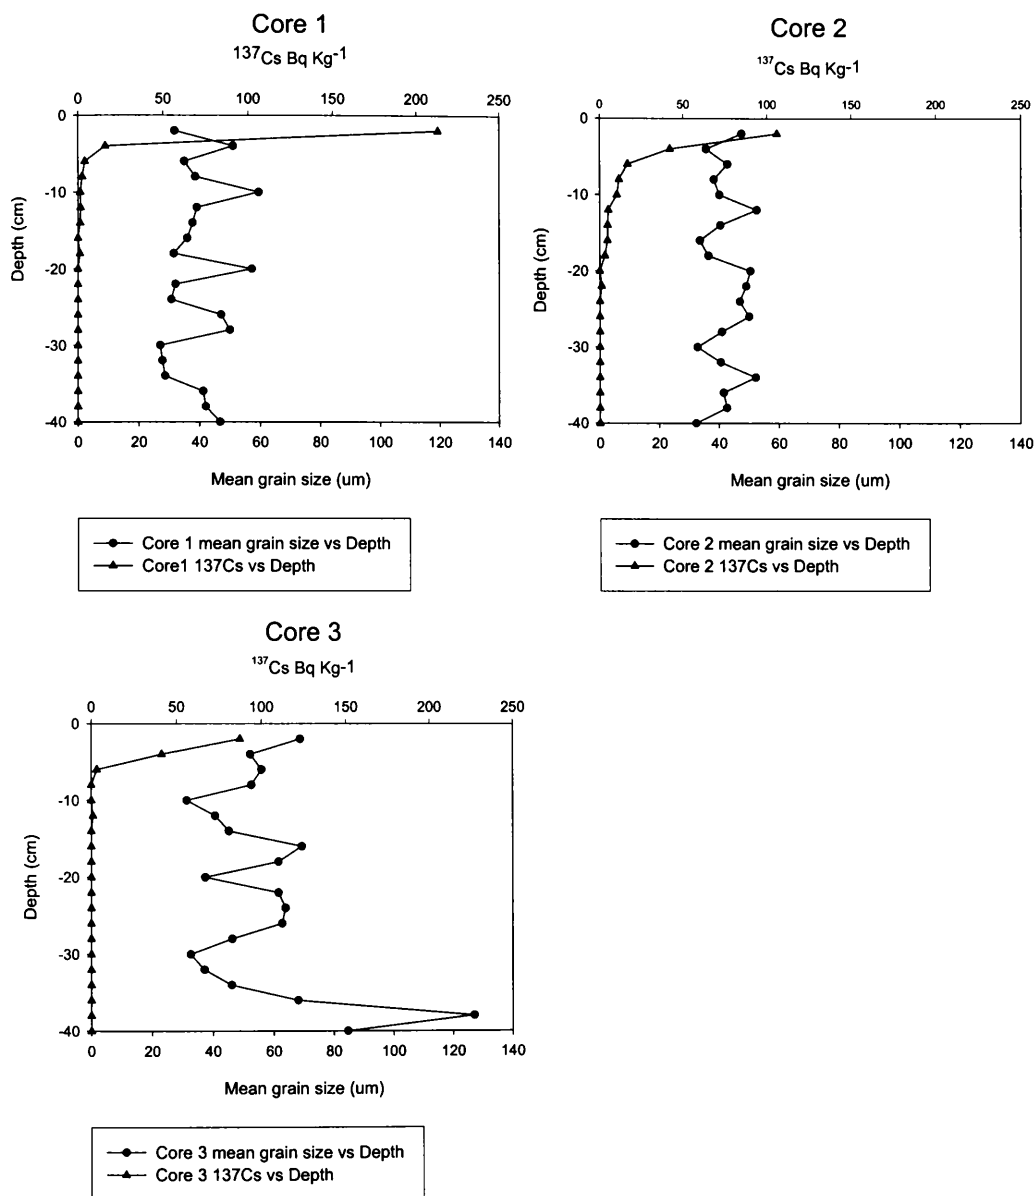 Core 1
137Cs Bq Kg-1
0 50 100 150 200 250
0
-10
-20
-30
-40
Depth (cm)
0 20 40 60 80 100 120 140
Mean grain size (um)
Core 1 mean grain size vs Depth
Core1 137Cs vs Depth
Core 2
137Cs Bq Kg-1
0 50 100 150 200 250
0
-10
-20
-30
-40
Depth (cm)
0 20 40 60 80 100 120 140
Mean grain size (um)
Core 2 mean grain size vs Depth
Core 2 137Cs vs Depth
Core 3
137Cs Bq Kg-1
0 50 100 150 200 250
0
-10
-20
-30
-40
Depth (cm)
0 20 40 60 80 100 120 140
Mean grain size (um)
Core 3 mean grain size vs Depth
Core 3 137Cs vs Depth